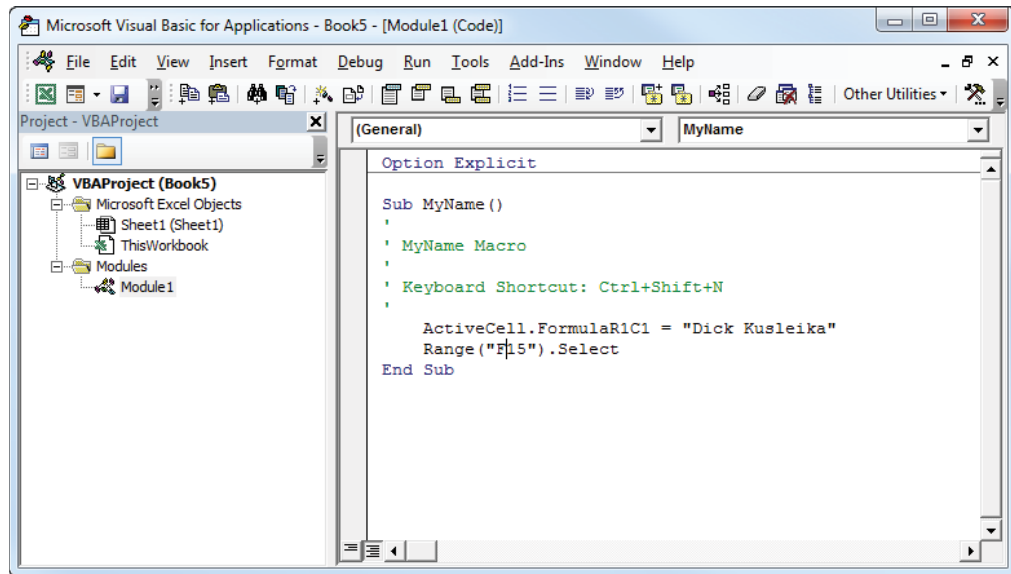 Microsoft Visual Basic for Applications - Book5 - [Module1 (Code)]
File Edit View Insert Format Debug Run Tools Add-Ins Window Help
Other Utilities
Project - VBAProject
VBAProject (Book5)
Microsoft Excel Objects
Sheet1 (Sheet1)
ThisWorkbook
Modules
Module1
(General) MyName
Option Explicit
Sub MyName()
'
' MyName Macro
'
' Keyboard Shortcut: Ctrl+Shift+N
'
ActiveCell.FormulaR1C1 = "Dick Kusleika"
Range("F15").Select
End Sub